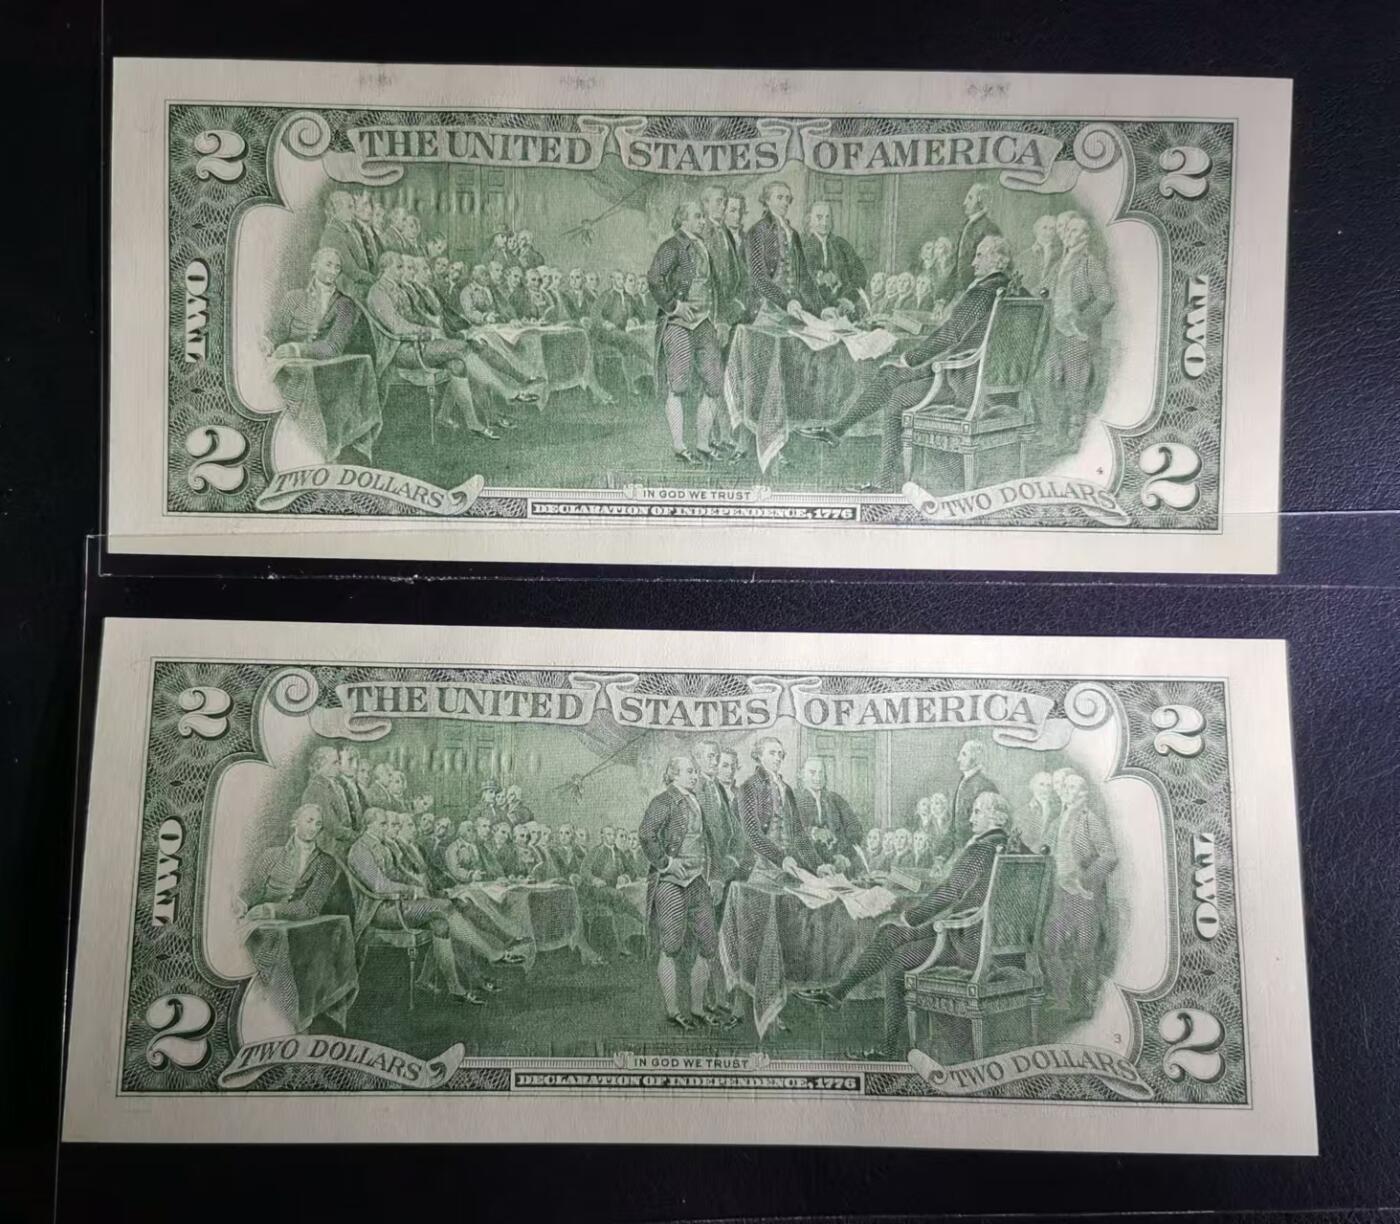 THE UNITED STATES OF AMERICA
2 2
TWO TWO
2 2
4
TWO DOLLARS IN GOD WE TRUST TWO DOLLARS
DECLARATION OF INDEPENDENCE, 1776
THE UNITED STATES OF AMERICA
2 2
TWO TWO
2 2
3
TWO DOLLARS IN GOD WE TRUST TWO DOLLARS
DECLARATION OF INDEPENDENCE, 1776